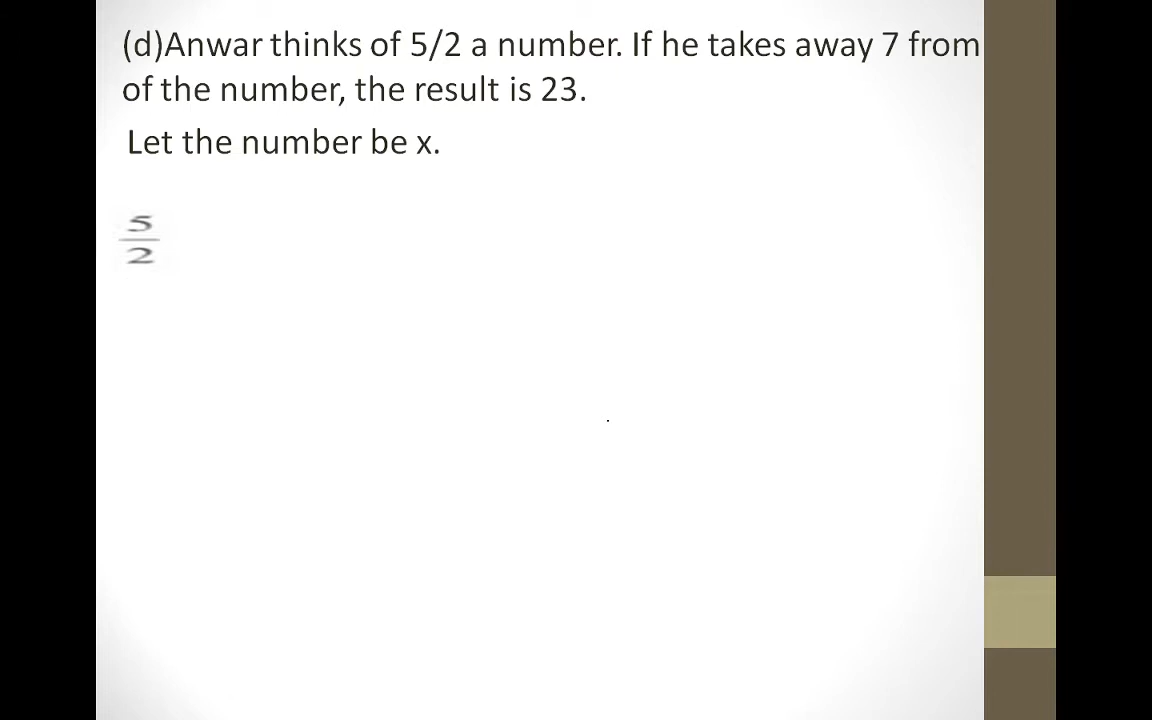 (d)Anwar thinks of 5/2 a number. If he takes away 7 from
of the number, the result is 23.
Let the number be x.
5
2